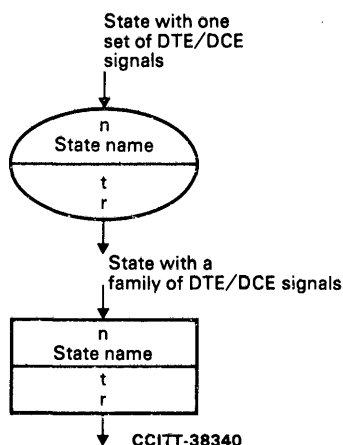 State with one
set of DTE/DCE
signals
n
State name
t
r
State with a
family of DTE/DCE signals
n
State name
t
r
CCITT-38340